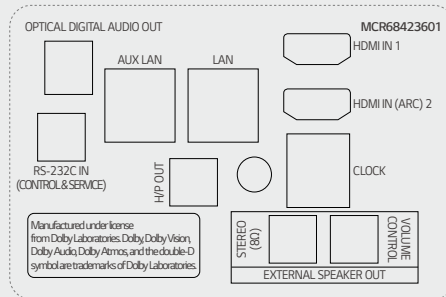 OPTICAL DIGITAL AUDIO OUT
MCR68423601
HDMI IN 1
AUX LAN
LAN
HDMI IN (ARC) 2
RS-232C IN
(CONTROL & SERVICE)
H/P OUT
CLOCK
Manufactured under license
from Dolby Laboratories. Dolby, Dolby Vision,
Dolby Audio, Dolby Atmos, and the double-D
symbol are trademarks of Dolby Laboratories.
STEREO
(8Ω)
VOLUME
CONTROL
EXTERNAL SPEAKER OUT